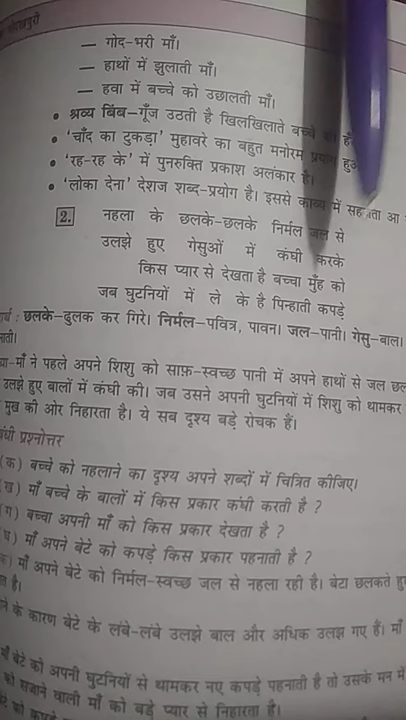 गोरखपुरी
— गोद-भरी माँ।
— हाथों में झुलाती माँ।
— हवा में बच्चे को उछालती माँ।
• श्रव्य बिंब–गूँज उठती है खिलखिलाते बच्चे
• 'चाँद का टुकड़ा' मुहावरे का बहुत मनोरम
• 'रह-रह के' में पुनरुक्ति प्रकाश अलंकार है।
• 'लोका देना' देशज शब्द-प्रयोग है। इससे काव्य में आ
2. नहला के छलके-छलके निर्मल जल से
उलझे हुए गेसुओं में कंघी करके
किस प्यार से देखता है बच्चा मुँह को
जब घुटनियों में ले के है पिन्हाती कपड़े
: छलके–ढुलक कर गिरे। निर्मल–पवित्र, पावन। जल–पानी। गेसु–बाल।
–माँ ने पहले अपने शिशु को साफ़-स्वच्छ पानी में अपने हाथों से जल
उलझे हुए बालों में कंघी की। जब उसने अपनी घुटनियों में शिशु को थामकर
मुख की ओर निहारता है। ये सब दृश्य बड़े रोचक हैं।
प्रश्नोत्तर
(क) बच्चे को नहलाने का दृश्य अपने शब्दों में चित्रित कीजिए।
(ख) माँ बच्चे के बालों में किस प्रकार कंघी करती है ?
(ग) बच्चा अपनी माँ को किस प्रकार देखता है ?
(घ) माँ अपने बेटे को कपड़े किस प्रकार पहनाती है ?
माँ अपने बेटे को निर्मल-स्वच्छ जल से नहला रही है। बेटा छलकते
है।
के कारण बेटे के लंबे-लंबे उलझे बाल और अधिक उलझ गए हैं। माँ
माँ बेटे को अपनी घुटनियों से थामकर नए कपड़े पहनाती है तो उसके मन में
को सजाने वाली माँ को बड़े प्यार से निहारता है।